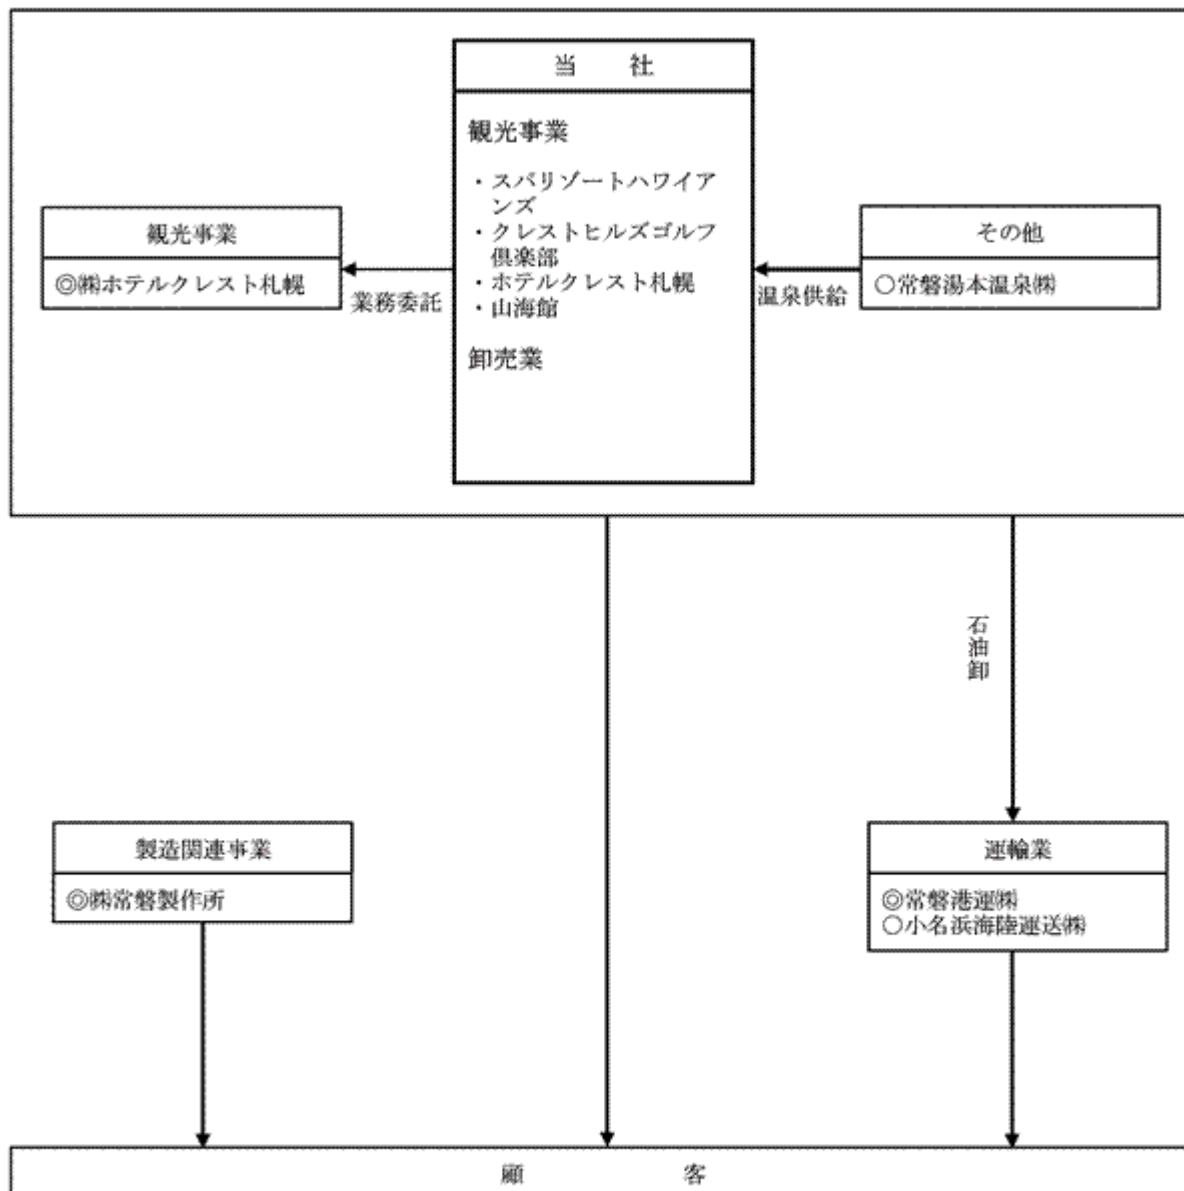 当　　社
観光事業
・スパリゾートハワイア
ンズ
・クレストヒルズゴルフ
倶楽部
・ホテルクレスト札幌
・山海館
卸売業
観光事業
◎㈱ホテルクレスト札幌
業務委託
その他
○常磐湯本温泉㈱
温泉供給
石油卸
製造関連事業
◎㈱常磐製作所
運輸業
◎常磐港運㈱
○小名浜海陸運送㈱
顧　　　　　客